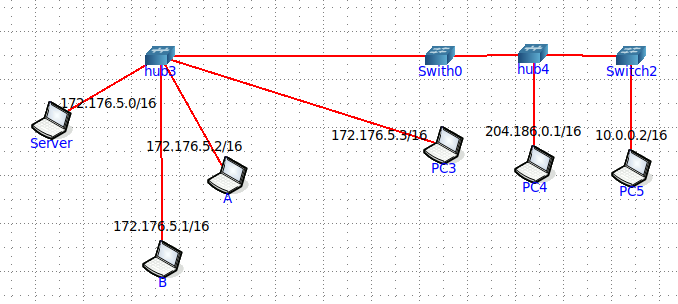 hub3
Swith0
hub4
Switch2
172.176.5.0/16
Server
172.176.5.2/16
A
172.176.5.3/16
PC3
204.186.0.1/16
PC4
10.0.0.2/16
PC5
172.176.5.1/16
B